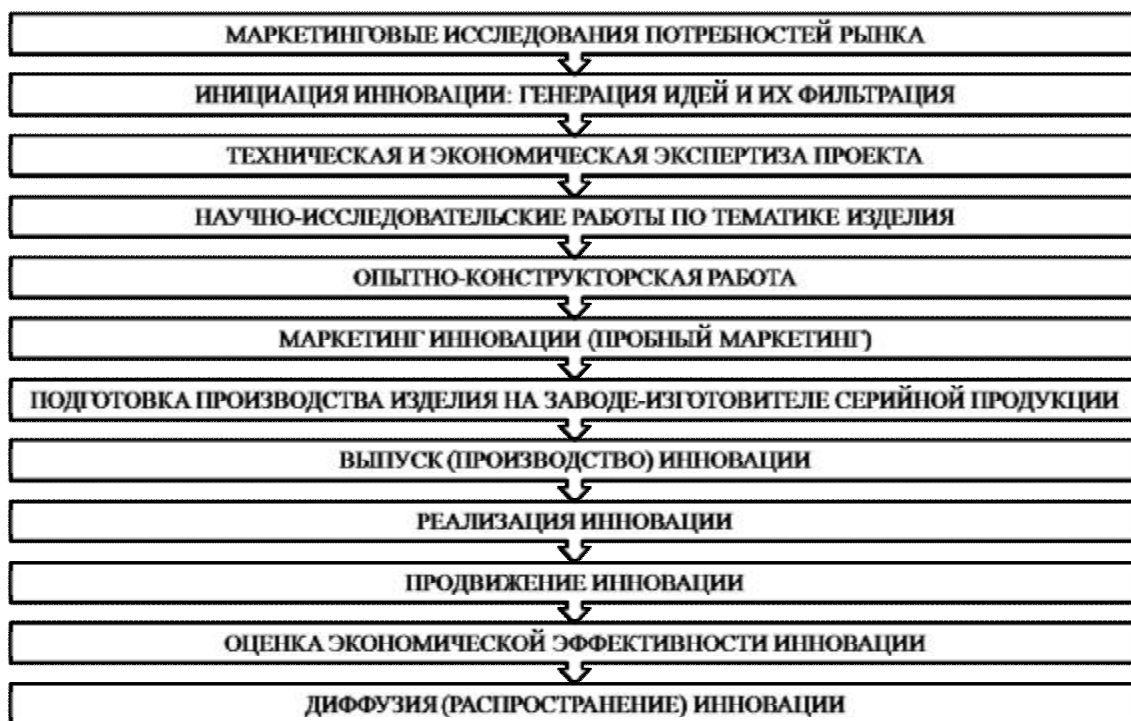 МАРКЕТИНГОВЫЕ ИССЛЕДОВАНИЯ ПОТРЕБНОСТЕЙ РЫНКА
ИНИЦИАЦИЯ ИННОВАЦИИ: ГЕНЕРАЦИЯ ИДЕЙ И ИХ ФИЛЬТРАЦИЯ
ТЕХНИЧЕСКАЯ И ЭКОНОМИЧЕСКАЯ ЭКСПЕРТИЗА ПРОЕКТА
НАУЧНО-ИССЛЕДОВАТЕЛЬСКИЕ РАБОТЫ ПО ТЕМАТИКЕ ИЗДЕЛИЯ
ОПЫТНО-КОНСТРУКТОРСКАЯ РАБОТА
МАРКЕТИНГ ИННОВАЦИИ (ПРОБНЫЙ МАРКЕТИНГ)
ПОДГОТОВКА ПРОИЗВОДСТВА ИЗДЕЛИЯ НА ЗАВОДЕ-ИЗГОТОВИТЕЛЕ СЕРИЙНОЙ ПРОДУКЦИИ
ВЫПУСК (ПРОИЗВОДСТВО) ИННОВАЦИИ
РЕАЛИЗАЦИЯ ИННОВАЦИИ
ПРОДВИЖЕНИЕ ИННОВАЦИИ
ОЦЕНКА ЭКОНОМИЧЕСКОЙ ЭФФЕКТИВНОСТИ ИННОВАЦИИ
ДИФФУЗИЯ (РАСПРОСТРАНЕНИЕ) ИННОВАЦИИ